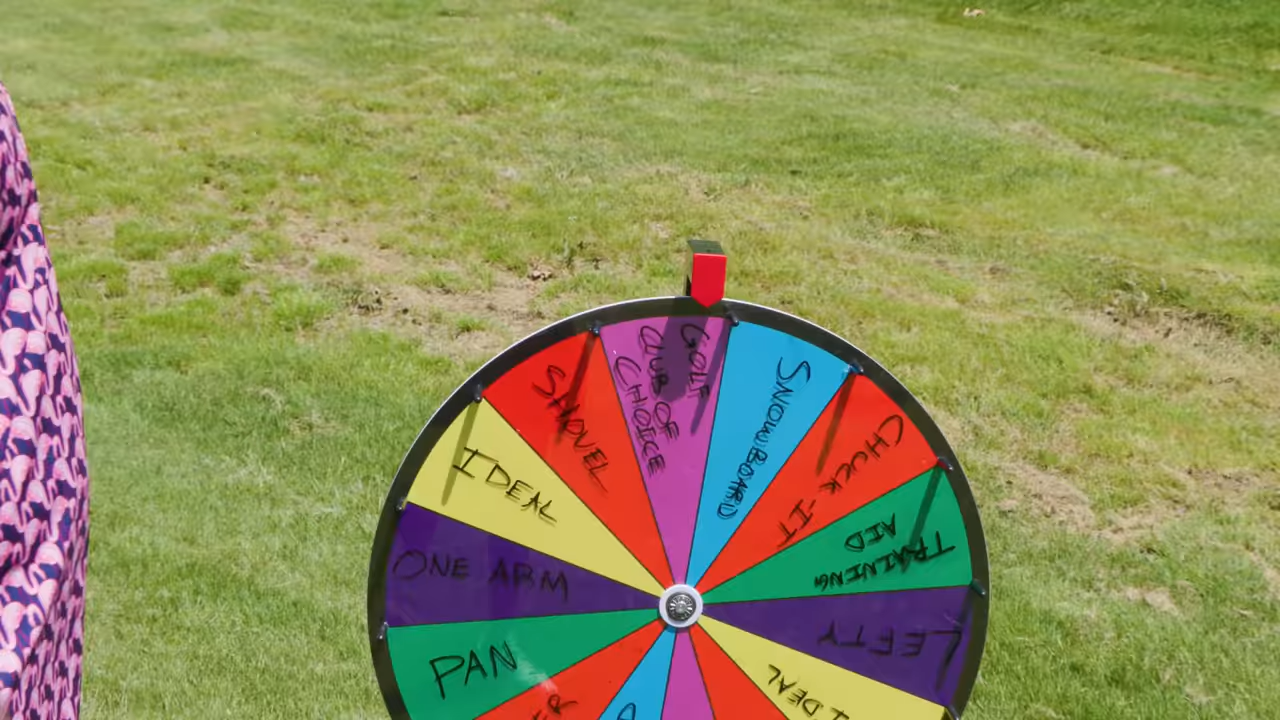 GOLF
CLUB OF
CHOICE
SNOWBOARD
CHUCK IT
TRAINING
AID
LEFTY
IDEAL
SHOVEL
IDEAL
ONE ARM
PAN